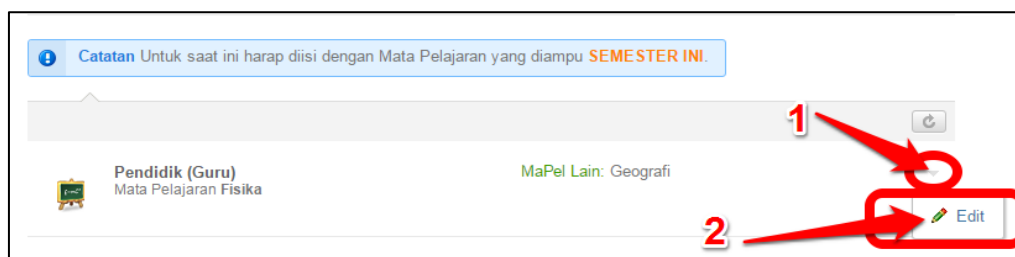 Catatan Untuk saat ini harap diisi dengan Mata Pelajaran yang diampu SEMESTER INI.
1
Pendidik (Guru)
MaPel Lain: Geografi
Mata Pelajaran Fisika
2
Edit